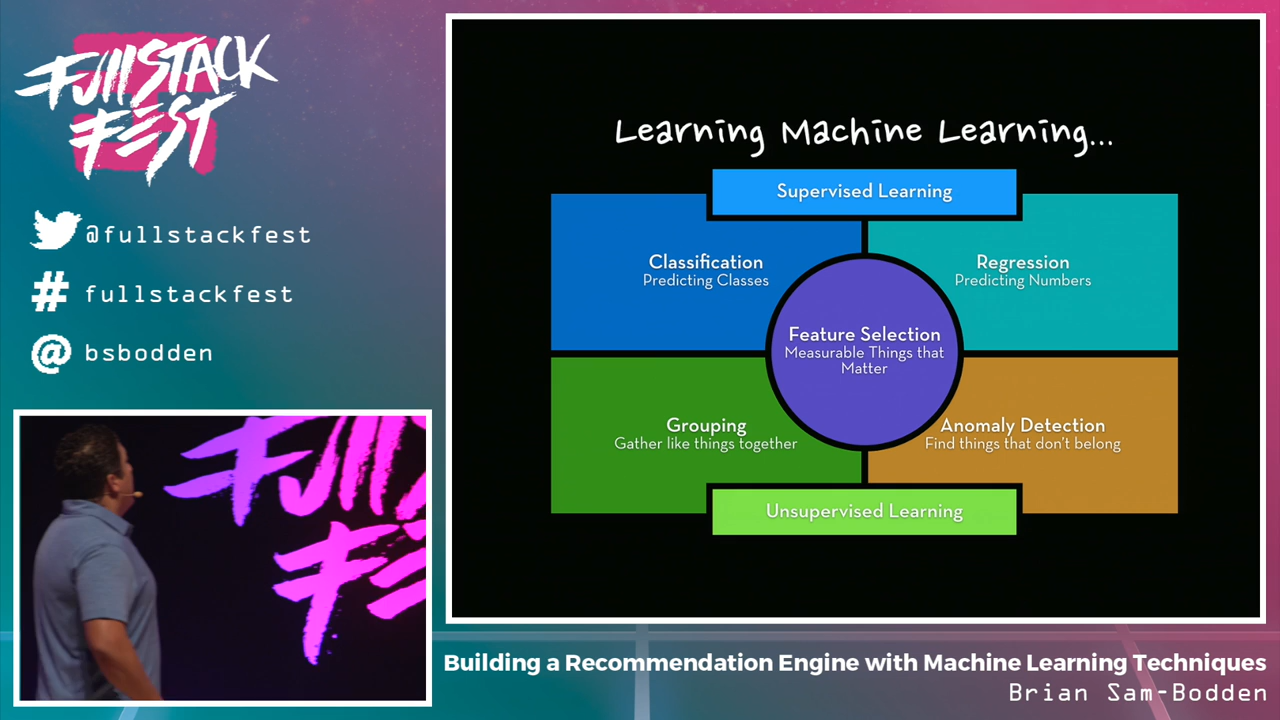 FullStack
Fest
@fullstackfest
# fullstackfest
@ bsbodden
Learning Machine Learning...
Supervised Learning
Classification
Predicting Classes
Regression
Predicting Numbers
Feature Selection
Measurable Things that
Matter
Grouping
Gather like things together
Anomaly Detection
Find things that don't belong
Unsupervised Learning
Building a Recommendation Engine with Machine Learning Techniques
Brian Sam-Bodden